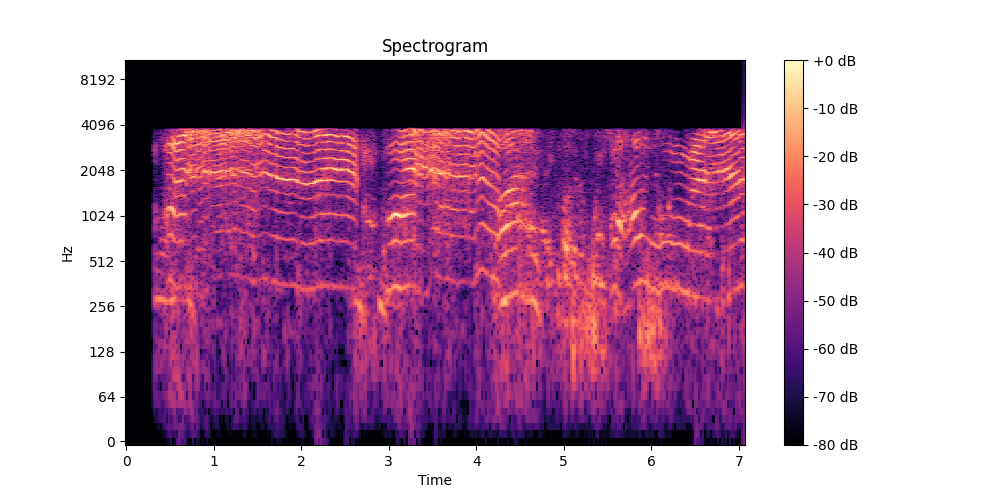 Spectrogram
8192
4096
2048
1024
512
256
128
64
0
Hz
0 1 2 3 4 5 6 7
Time
+0 dB
-10 dB
-20 dB
-30 dB
-40 dB
-50 dB
-60 dB
-70 dB
-80 dB